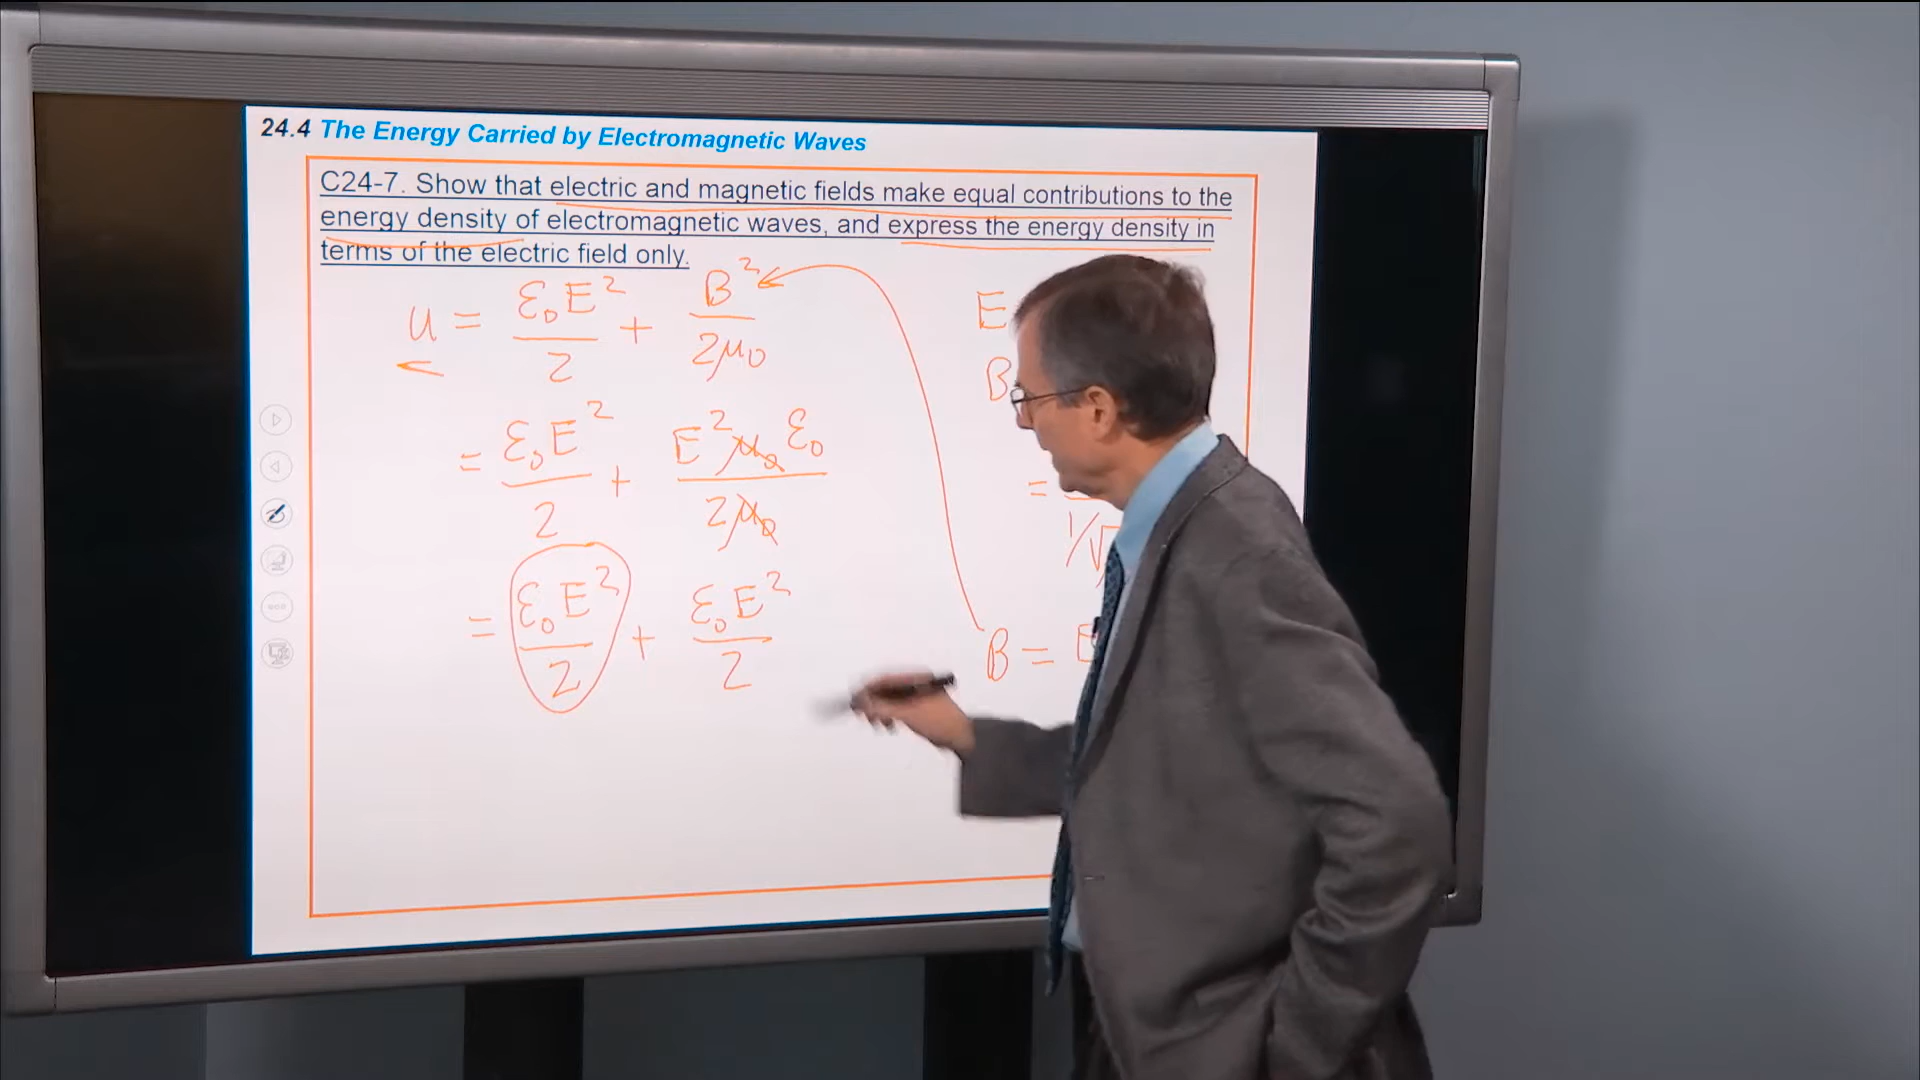 24.4 The Energy Carried by Electromagnetic Waves
C24-7. Show that electric and magnetic fields make equal contributions to the
energy density of electromagnetic waves, and express the energy density in
terms of the electric field only.
u = ε₀E²/2 + B²/2μ₀
= ε₀E²/2 + E²μ₀ε₀/2μ₀
= ε₀E²/2 + ε₀E²/2
E
B
=
1/√
B = E